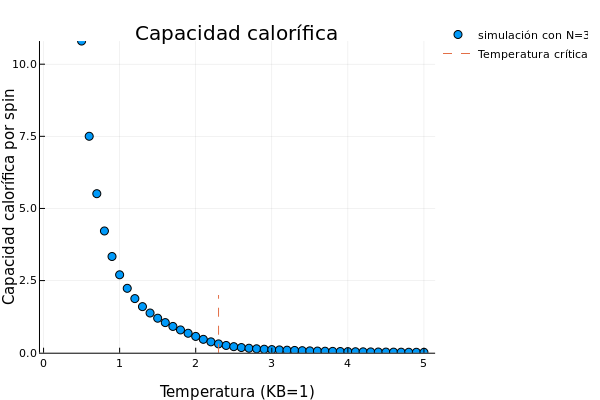 Capacidad calorífica
simulación con N=3
Temperatura crítica
Capacidad calorífica por spin
10.0
7.5
5.0
2.5
0.0
0 1 2 3 4 5
Temperatura (KB=1)